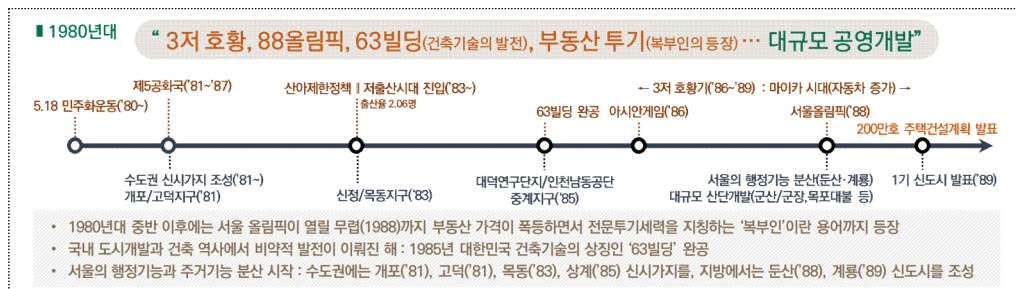 1980년대
“ 3저 호황, 88올림픽, 63빌딩(건축기술의 발전), 부동산 투기(복부인의 등장) … 대규모 공영개발”
5.18 민주화운동('80~)
제5공화국('81~'87)
산아제한정책 ∥ 저출산시대 진입('83~)
출산율 2.06명
63빌딩 완공
아시안게임('86)
← 3저 호황기('86~'89) : 마이카 시대(자동차 증가) →
서울올림픽('88)
200만호 주택건설계획 발표
수도권 신시가지 조성('81~)
개포/고덕지구('81)
신정/목동지구('83)
대덕연구단지/인천남동공단
중계지구('85)
서울의 행정기능 분산(둔산·계룡)
대규모 산단개발(군산/군장,목포대불 등)
1기 신도시 발표('89)
• 1980년대 중반 이후에는 서울 올림픽이 열릴 무렵(1988)까지 부동산 가격이 폭등하면서 전문투기세력을 지칭하는 ‘복부인’이란 용어까지 등장
• 국내 도시개발과 건축 역사에서 비약적 발전이 이뤄진 해 : 1985년 대한민국 건축기술의 상징인 ‘63빌딩’ 완공
• 서울의 행정기능과 주거기능 분산 시작 : 수도권에는 개포('81), 고덕('81), 목동('83), 상계('85) 신시가지를, 지방에서는 둔산('88), 계룡('89) 신도시를 조성